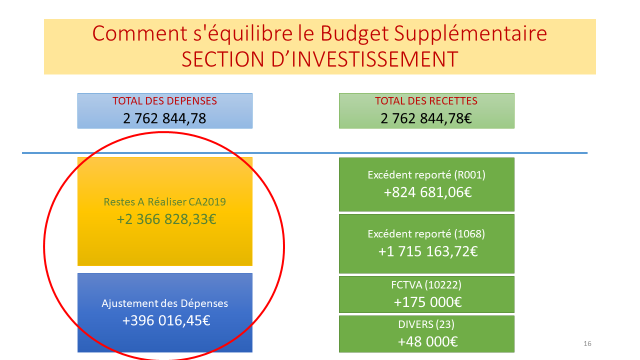 Comment s'équilibre le Budget Supplémentaire
SECTION D’INVESTISSEMENT
TOTAL DES DEPENSES
2 762 844,78
TOTAL DES RECETTES
2 762 844,78€
Restes A Réaliser CA2019
+2 366 828,33€
Ajustement des Dépenses
+396 016,45€
Excédent reporté (R001)
+824 681,06€
Excédent reporté (1068)
+1 715 163,72€
FCTVA (10222)
+175 000€
DIVERS (23)
+48 000€
16